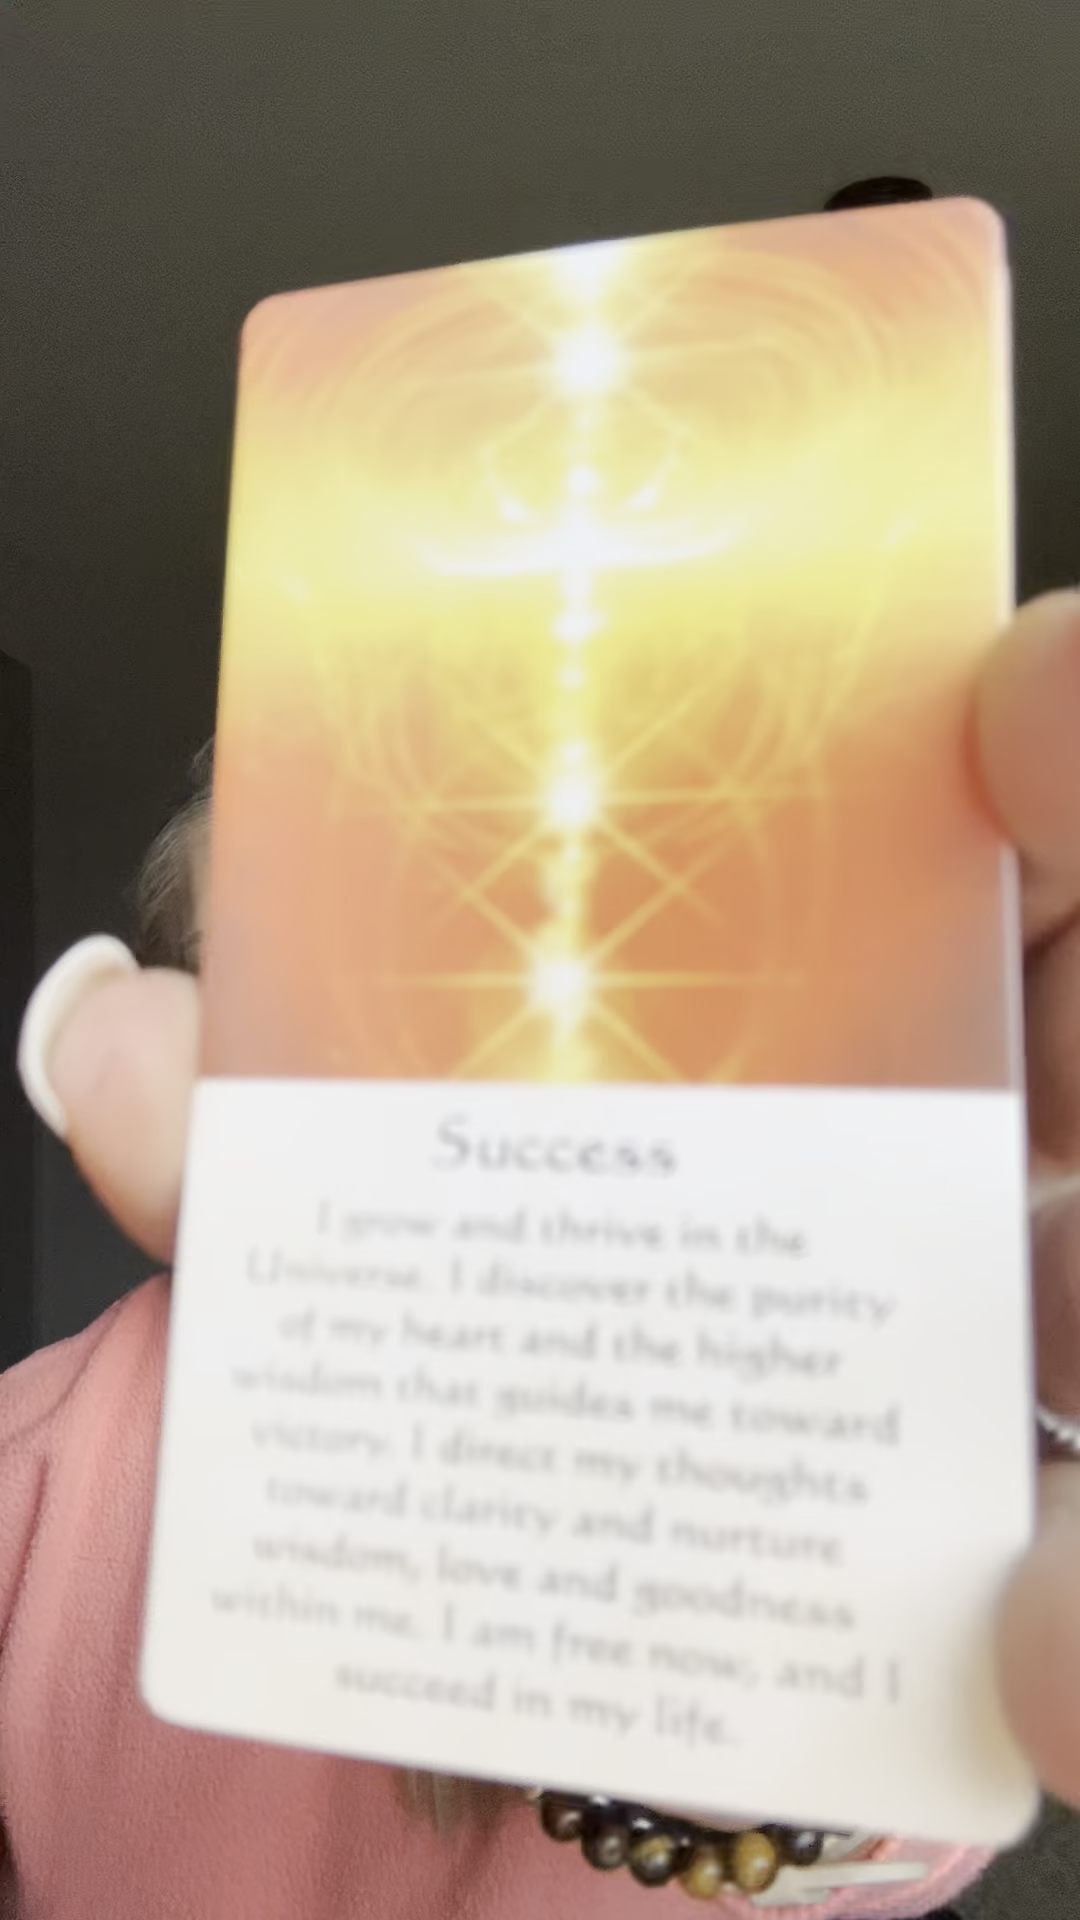 Success
I grow and thrive in the
Universe. I discover the purity
of my heart and the higher
wisdom that guides me toward
victory. I direct my thoughts
toward clarity and nurture
wisdom, love and goodness
within me. I am free now, and I
succeed in my life.